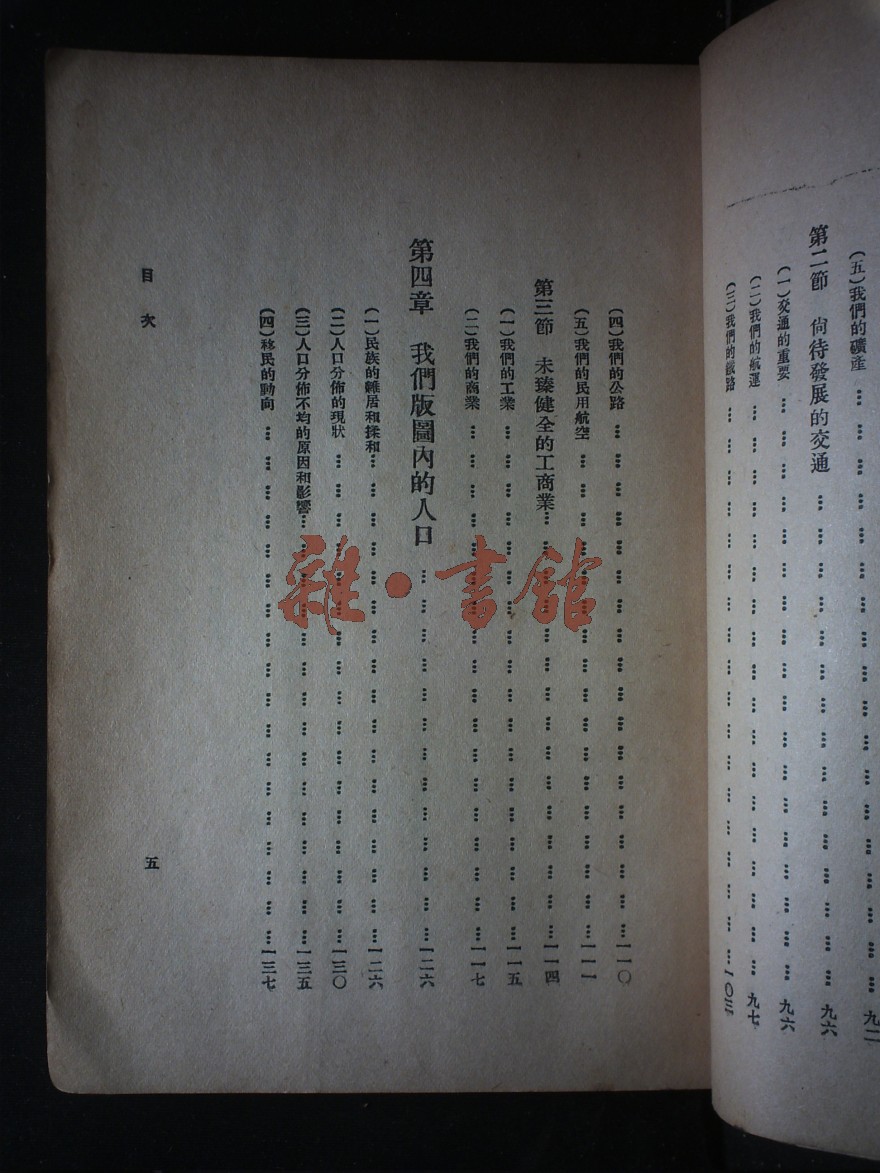 (五)我們的礦產 … … … … … … … … … … 九二
第二節 尚待發展的交通 … … … … … … … … … 九六
(一)交通的重要 … … … … … … … … … … 九六
(二)我們的航運 … … … … … … … … … … 九七
(三)我們的鐵路 … … … … … … … … … … 一〇三
(四)我們的公路 … … … … … … … … … … 一一〇
(五)我們的民用航空 … … … … … … … … … 一一一
第三節 未臻健全的工商業 … … … … … … … … 一一四
(一)我們的工業 … … … … … … … … … … 一一五
(二)我們的商業 … … … … … … … … … … 一一七
第四章 我們版圖內的人口 … … … … … … … 一二六
(一)民族的雜居和揉和 … … … … … … … … … 一二六
(二)人口分佈的現狀 … … … … … … … … … 一三〇
(三)人口分佈不均的原因和影響 … … … … … … … … 一三五
(四)移民的動向 … … … … … … … … … … 一三七
目次
五
雜·書館